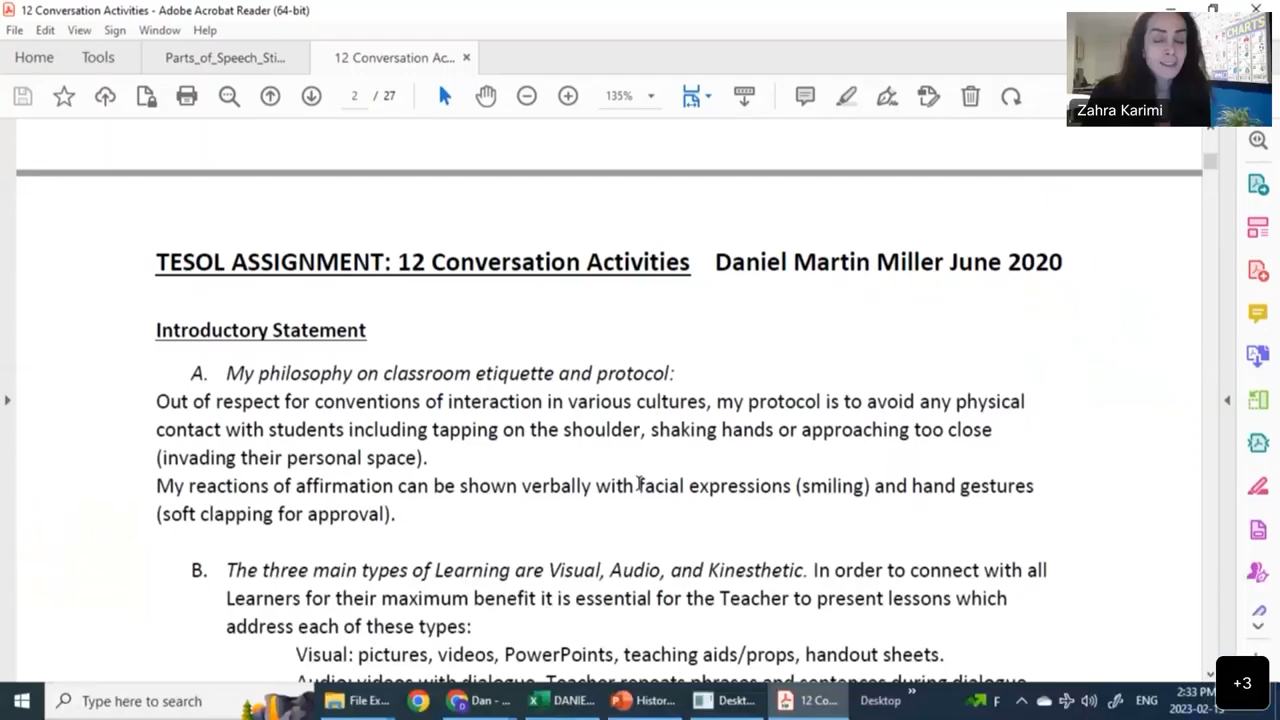 12 Conversation Activities - Adobe Acrobat Reader (64-bit)
File Edit View Sign Window Help
Home Tools Parts_of_Speech_Sti... 12 Conversation Ac... ×
2 / 27 135%
CHARTS
Zahra Karimi
TESOL ASSIGNMENT: 12 Conversation Activities Daniel Martin Miller June 2020
Introductory Statement
A. My philosophy on classroom etiquette and protocol:
Out of respect for conventions of interaction in various cultures, my protocol is to avoid any physical
contact with students including tapping on the shoulder, shaking hands or approaching too close
(invading their personal space).
My reactions of affirmation can be shown verbally with facial expressions (smiling) and hand gestures
(soft clapping for approval).
B. The three main types of Learning are Visual, Audio, and Kinesthetic. In order to connect with all
Learners for their maximum benefit it is essential for the Teacher to present lessons which
address each of these types:
Visual: pictures, videos, PowerPoints, teaching aids/props, handout sheets.
Audio: videos with dialogue, Teacher repeats phrases and sentences during dialogue
Type here to search File Ex... Dan - ... DANIE... Histor... Deskt... 12 Co... Desktop » F ENG 2:33 PM
+3